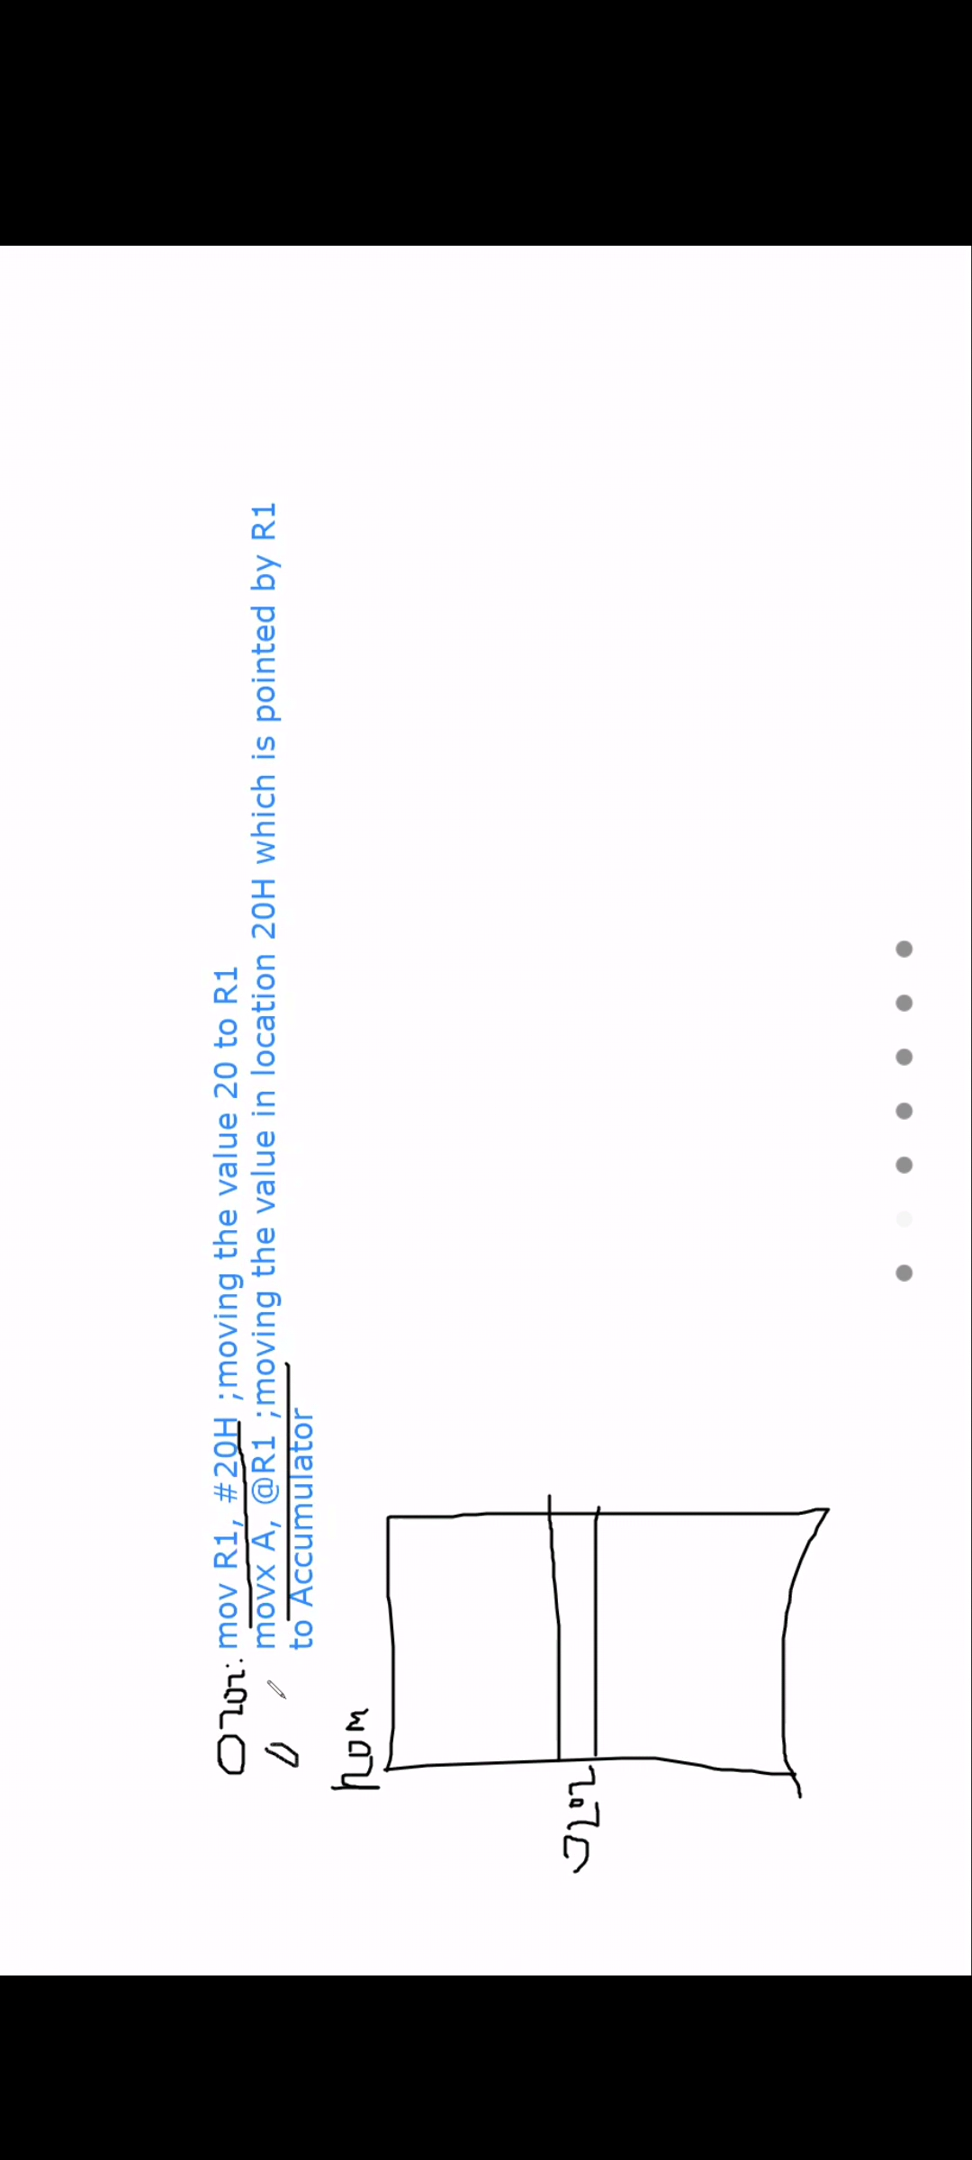 mov R1, #20H ;moving the value 20 to R1
movx A, @R1 ;moving the value in location 20H which is pointed by R1
to Accumulator